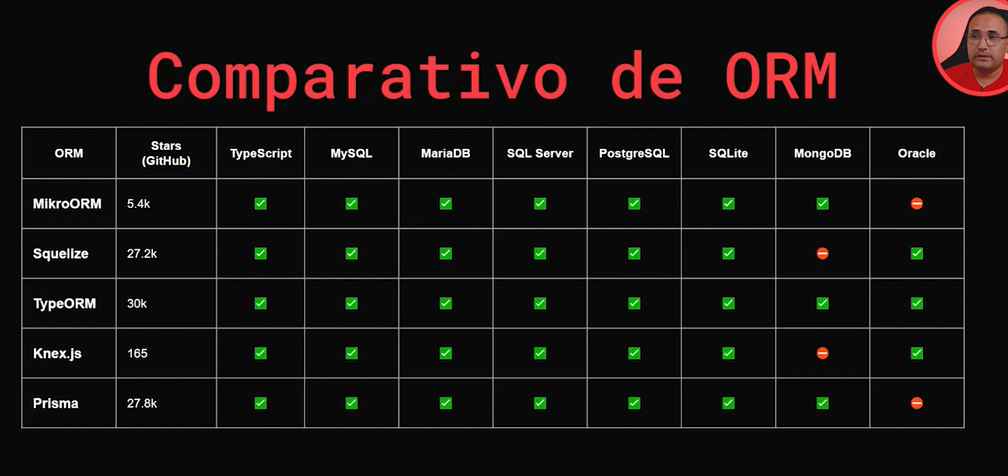 Comparativo de ORM
ORM Stars (GitHub) TypeScript MySQL MariaDB SQL Server PostgreSQL SQLite MongoDB Oracle
MikroORM 5.4k ✅ ✅ ✅ ✅ ✅ ✅ ✅ ⛔
Squelize 27.2k ✅ ✅ ✅ ✅ ✅ ✅ ⛔ ✅
TypeORM 30k ✅ ✅ ✅ ✅ ✅ ✅ ✅ ✅
Knex.js 165 ✅ ✅ ✅ ✅ ✅ ✅ ⛔ ✅
Prisma 27.8k ✅ ✅ ✅ ✅ ✅ ✅ ✅ ⛔